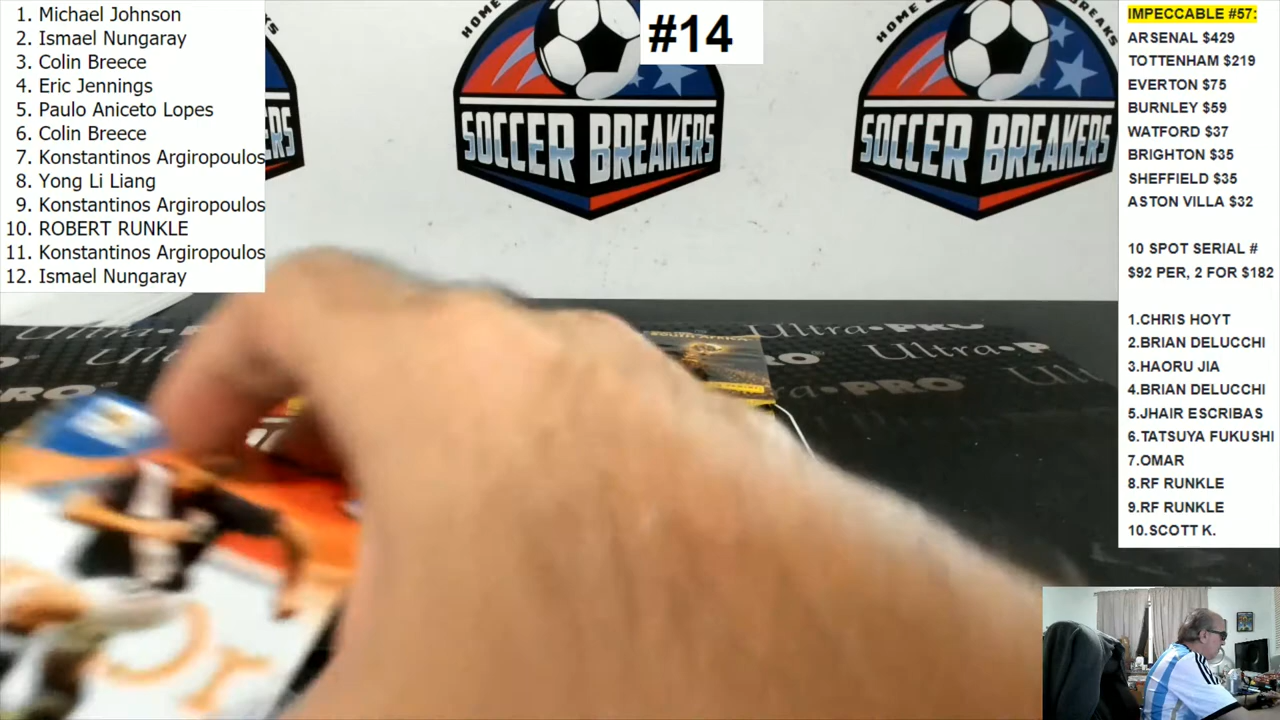 1. Michael Johnson
2. Ismael Nungaray
3. Colin Breece
4. Eric Jennings
5. Paulo Aniceto Lopes
6. Colin Breece
7. Konstantinos Argiropoulos
8. Yong Li Liang
9. Konstantinos Argiropoulos
10. ROBERT RUNKLE
11. Konstantinos Argiropoulos
12. Ismael Nungaray
#14
SOCCER BREAKERS
SOCCER BREAKERS
IMPECCABLE #57:
ARSENAL $429
TOTTENHAM $219
EVERTON $75
BURNLEY $59
WATFORD $37
BRIGHTON $35
SHEFFIELD $35
ASTON VILLA $32
10 SPOT SERIAL #
$92 PER, 2 FOR $182
1.CHRIS HOYT
2.BRIAN DELUCCHI
3.HAORU JIA
4.BRIAN DELUCCHI
5.JHAIR ESCRIBAS
6.TATSUYA FUKUSHI
7.OMAR
8.RF RUNKLE
9.RF RUNKLE
10.SCOTT K.
Ultra PRO
Ultra
PRO